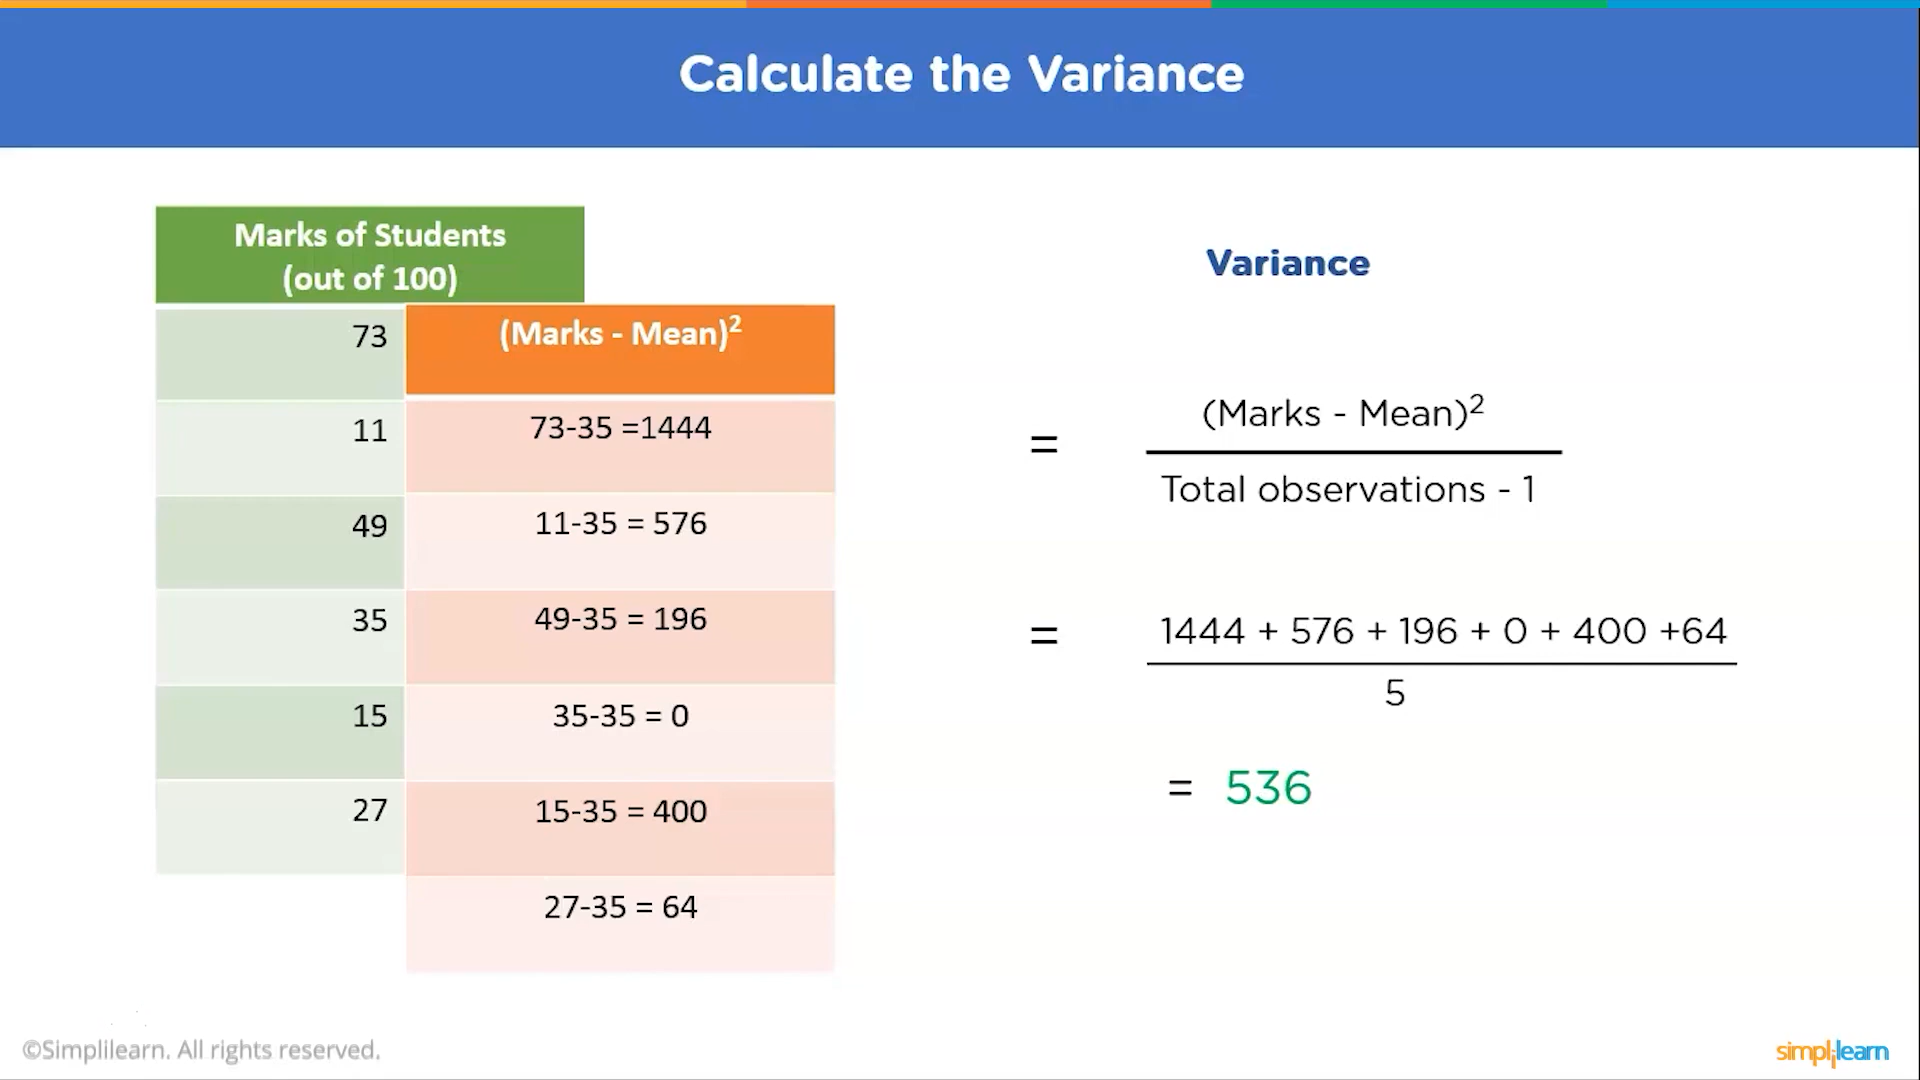 Calculate the Variance
Marks of Students
(out of 100)
73
11
49
35
15
27
(Marks - Mean)²
73-35 =1444
11-35 = 576
49-35 = 196
35-35 = 0
15-35 = 400
27-35 = 64
Variance
= (Marks - Mean)²
Total observations - 1
= 1444 + 576 + 196 + 0 + 400 +64
5
= 536
©Simplilearn. All rights reserved.
simplilearn